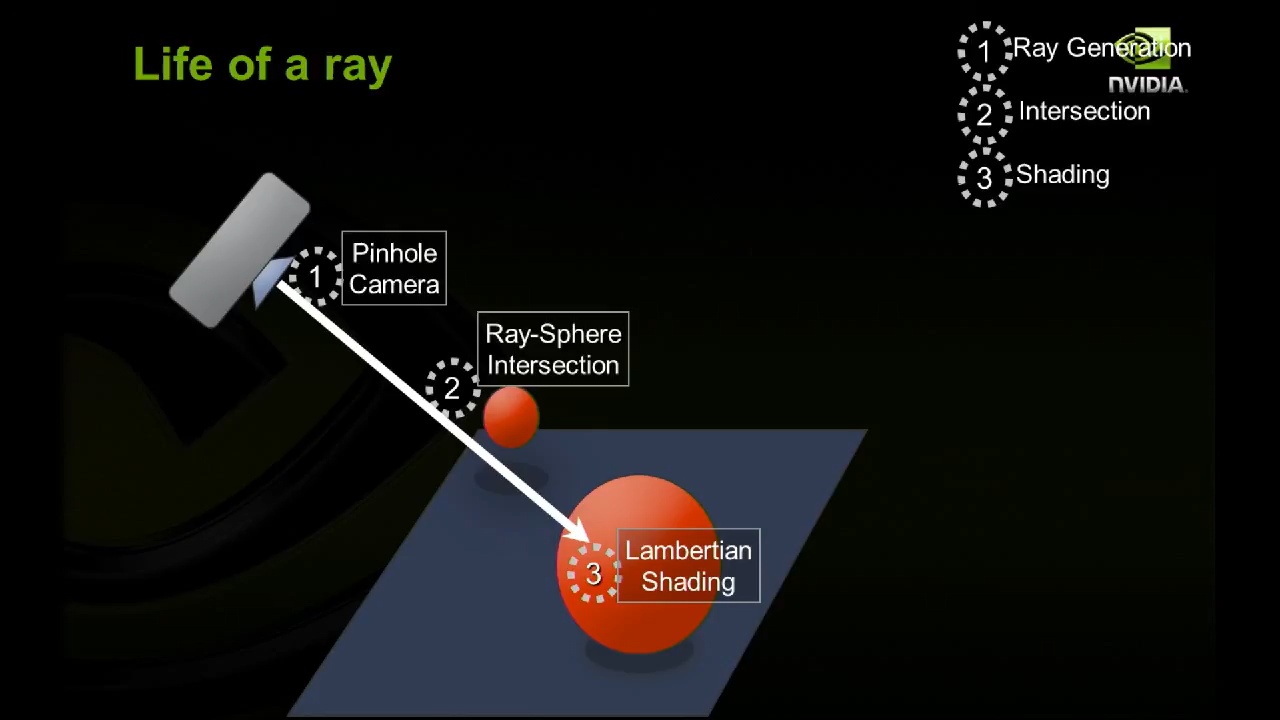 Life of a ray
1 Ray Generation
NVIDIA.
2 Intersection
3 Shading
1
Pinhole
Camera
Ray-Sphere
Intersection
2
3
Lambertian
Shading